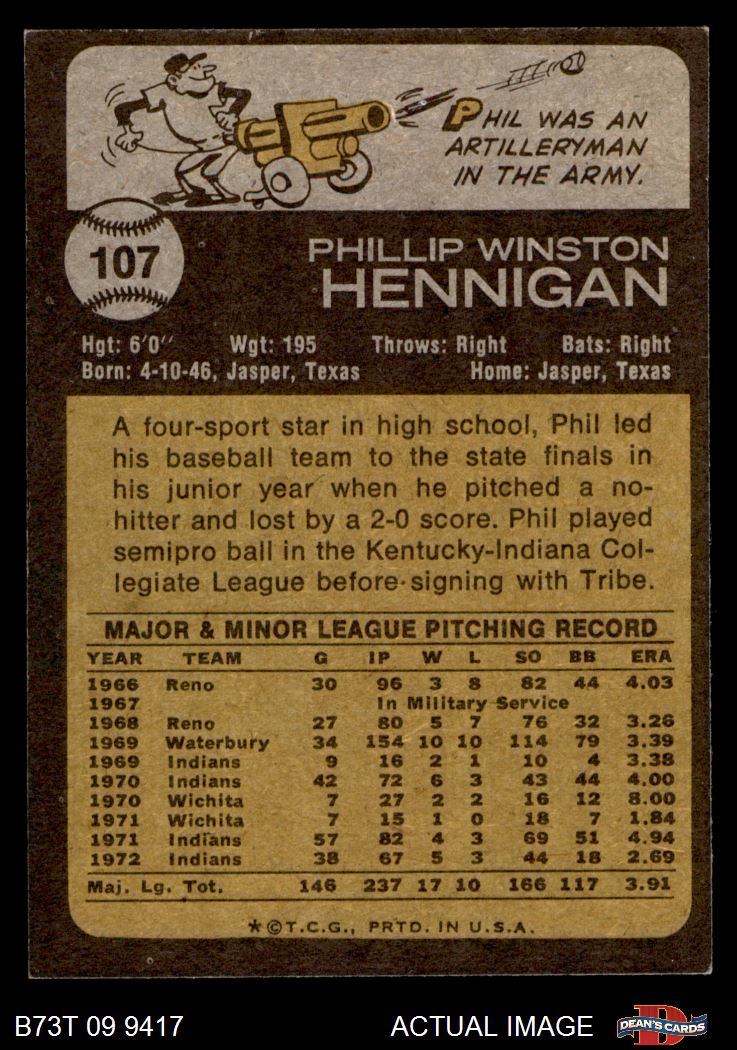 PHIL WAS AN
ARTILLERYMAN
IN THE ARMY.
107
PHILLIP WINSTON
HENNIGAN
Hgt: 6'0" Wgt: 195 Throws: Right Bats: Right
Born: 4-10-46, Jasper, Texas Home: Jasper, Texas
A four-sport star in high school, Phil led
his baseball team to the state finals in
his junior year when he pitched a no-
hitter and lost by a 2-0 score. Phil played
semipro ball in the Kentucky-Indiana Col-
legiate League before signing with Tribe.
MAJOR & MINOR LEAGUE PITCHING RECORD
YEAR TEAM G IP W L SO BB ERA
1966 Reno 30 96 3 8 82 44 4.03
1967 In Military Service
1968 Reno 27 80 5 7 76 32 3.26
1969 Waterbury 34 154 10 10 114 79 3.39
1969 Indians 9 16 2 1 10 4 3.38
1970 Indians 42 72 6 3 43 44 4.00
1970 Wichita 7 27 2 2 16 12 8.00
1971 Wichita 7 15 1 0 18 7 1.84
1971 Indians 57 82 4 3 69 51 4.94
1972 Indians 38 67 5 3 44 18 2.69
Maj. Lg. Tot. 146 237 17 10 166 117 3.91
*©T.C.G., PRTD. IN U.S.A.
B73T 09 9417 ACTUAL IMAGE D DEAN'S CARDS